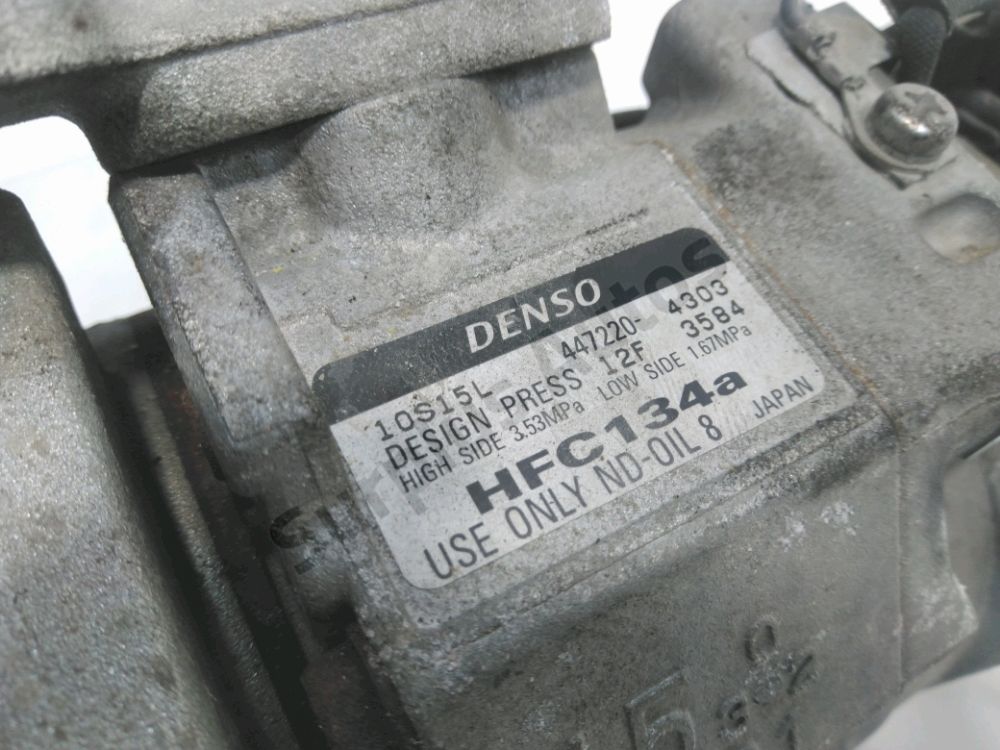 DENSO
10S15L 447220-4303
DESIGN PRESS 12F 3584
HIGH SIDE 3.53MPa LOW SIDE 1.67MPa
HFC134a
USE ONLY ND-OIL 8 JAPAN
5